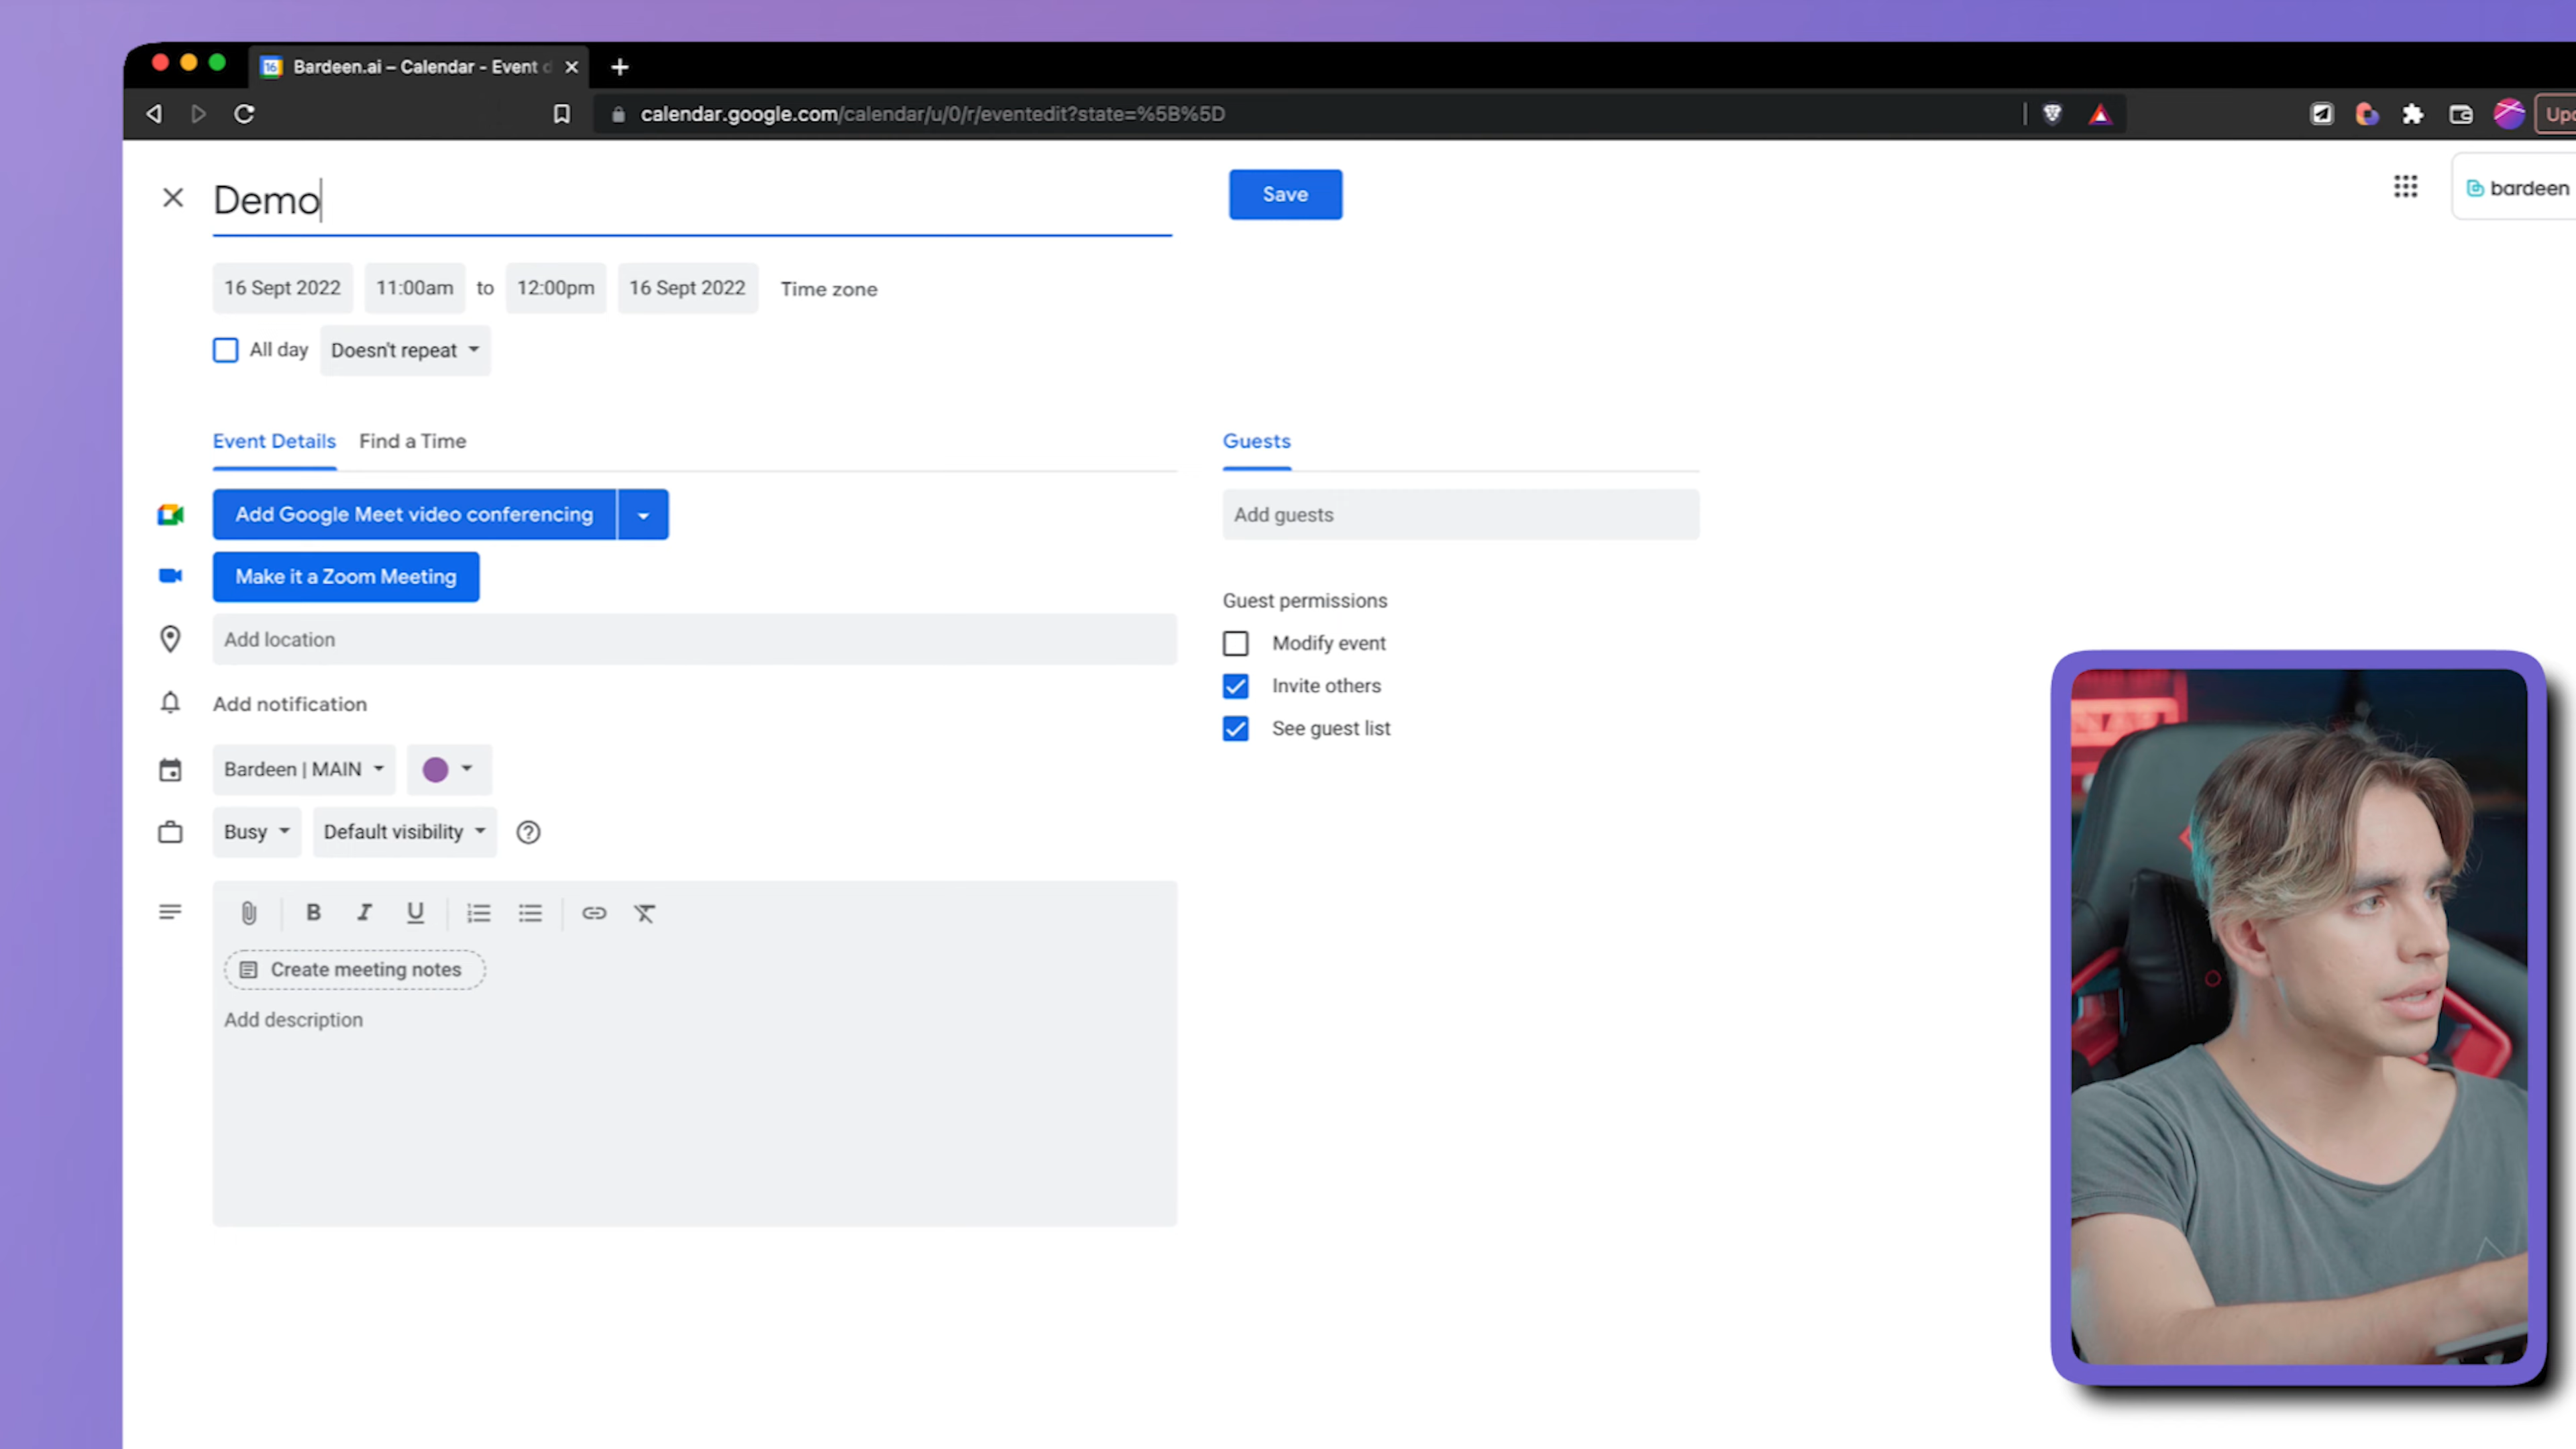 16 Bardeen.ai – Calendar - Event d
calendar.google.com/calendar/u/0/r/eventedit?state=%5B%5D
Demo
Save
bardeen
16 Sept 2022 11:00am to 12:00pm 16 Sept 2022 Time zone
All day Doesn't repeat
Event Details Find a Time
Guests
Add Google Meet video conferencing
Add guests
Make it a Zoom Meeting
Guest permissions
Add location
Modify event
Invite others
Add notification
See guest list
Bardeen | MAIN
Busy Default visibility
B I U
Create meeting notes
Add description